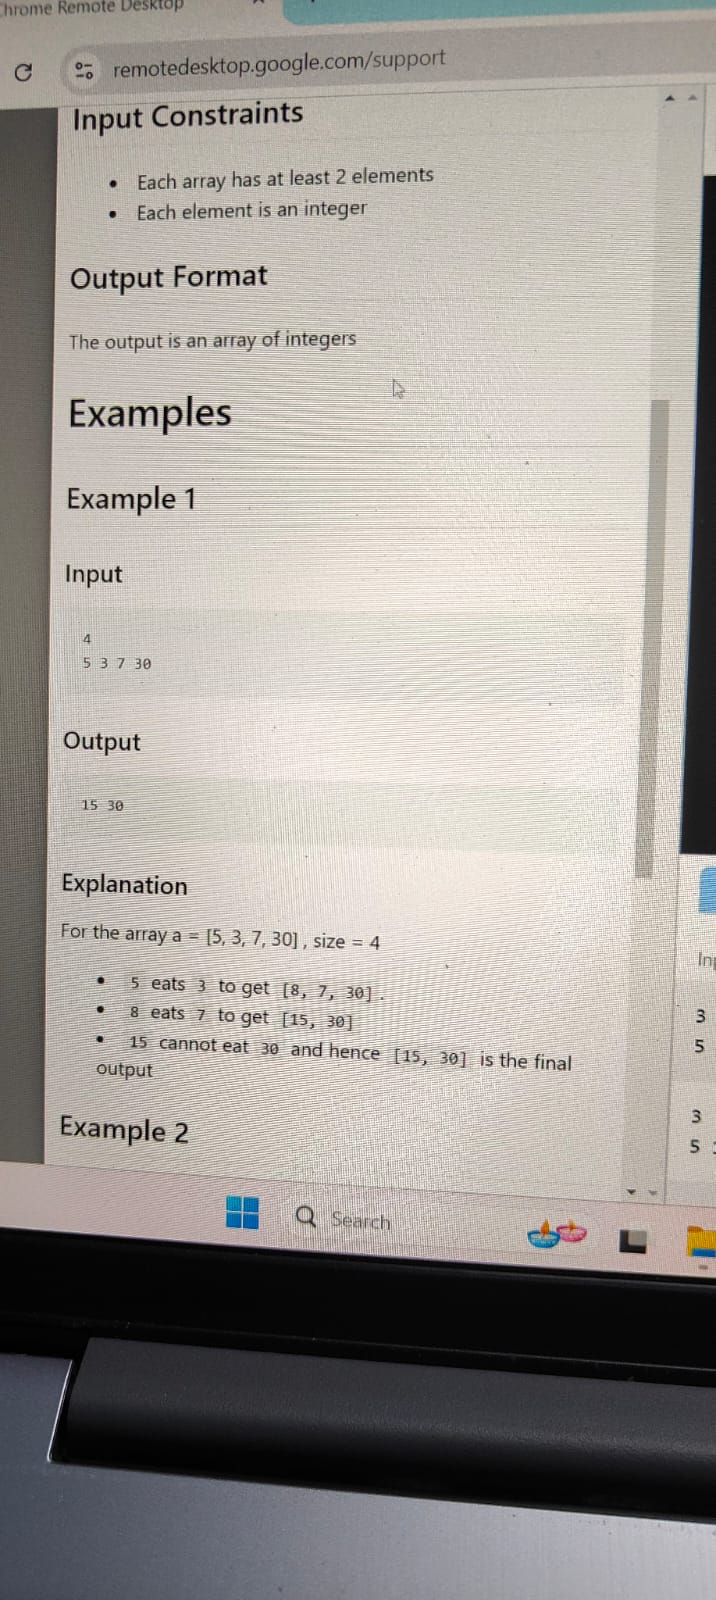 Chrome Remote Desktop
remotedesktop.google.com/support
Input Constraints
Each array has at least 2 elements
Each element is an integer
Output Format
The output is an array of integers
Examples
Example 1
Input
4
5 3 7 30
Output
15 30
Explanation
For the array a = [5, 3, 7, 30] , size = 4
5 eats 3 to get [8, 7, 30] .
8 eats 7 to get [15, 30]
15 cannot eat 30 and hence [15, 30] is the final
output
Example 2
3
5
3
5
Search